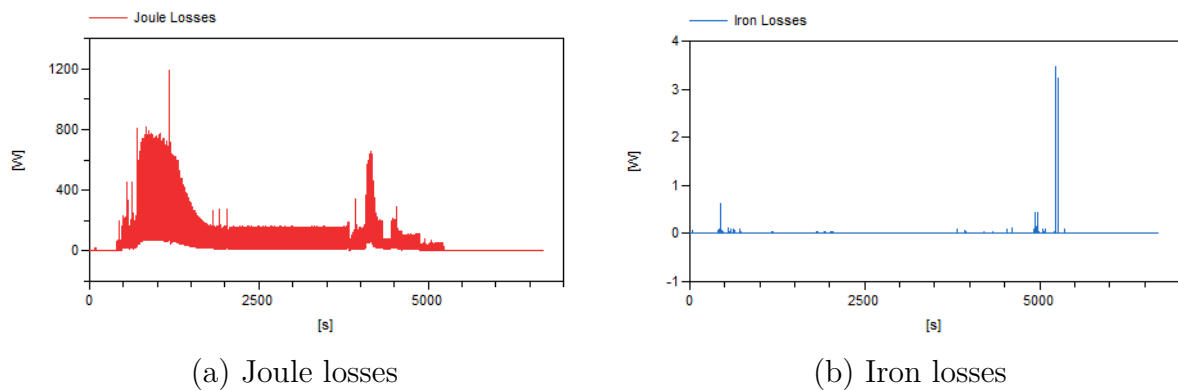 Joule Losses
1200
800
400
0
[W]
0 2500 5000
[s]
(a) Joule losses
Iron Losses
4
3
2
1
0
-1
[W]
0 2500 5000
[s]
(b) Iron losses